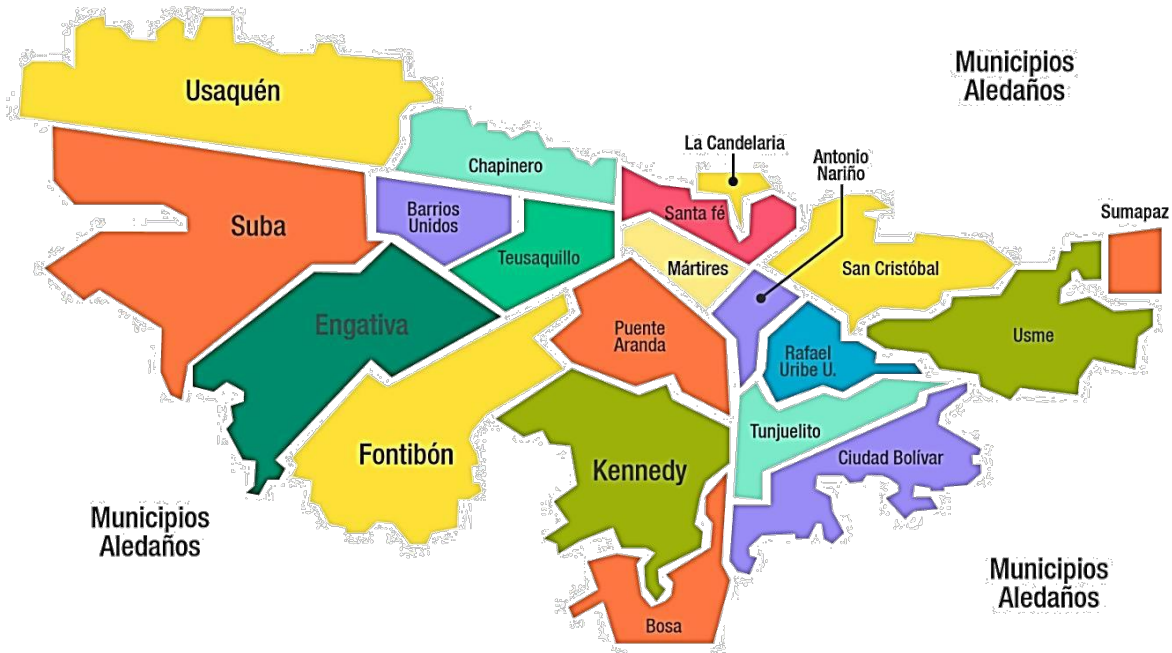 Municipios
Aledaños
Usaquén
La Candelaria
Antonio
Nariño
Chapinero
Suba
Barrios
Unidos
Santa fé
Sumapaz
Teusaquillo
Mártires
San Cristóbal
Engativa
Puente
Aranda
Rafael
Uribe U.
Usme
Fontibón
Kennedy
Tunjuelito
Ciudad Bolívar
Municipios
Aledaños
Municipios
Aledaños
Bosa